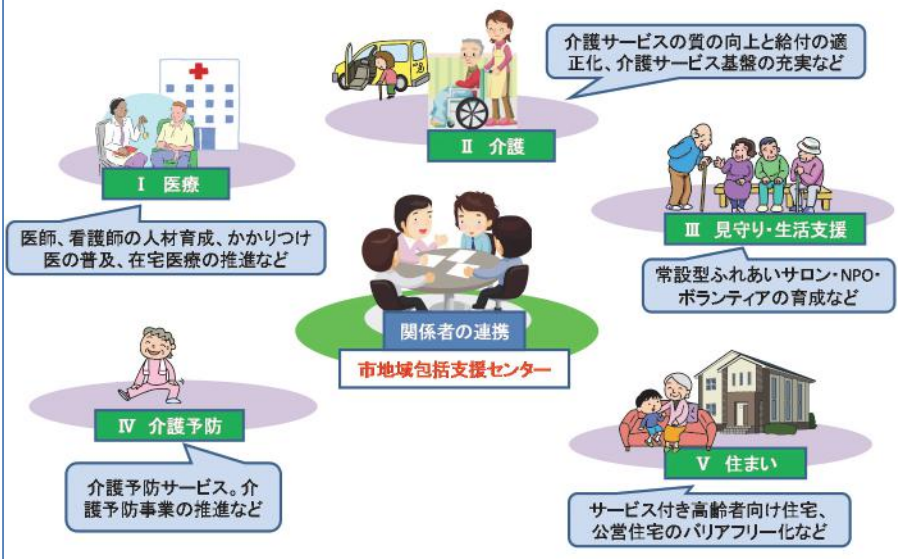 介護サービスの質の向上と給付の適
正化、介護サービス基盤の充実など
Ⅱ 介護
Ⅰ 医療
医師、看護師の人材育成、かかりつけ
医の普及、在宅医療の推進など
Ⅲ 見守り・生活支援
常設型ふれあいサロン・NPO・
ボランティアの育成など
関係者の連携
市地域包括支援センター
Ⅳ 介護予防
介護予防サービス。介
護予防事業の推進など
Ⅴ 住まい
サービス付き高齢者向け住宅、
公営住宅のバリアフリー化など